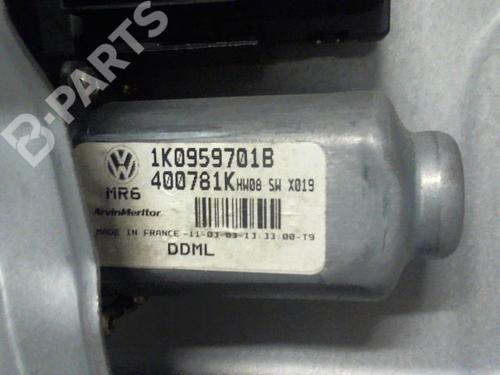 B-PARTS
1K0959701B
400781K HW08 SW X019
MR6
ArvinMeritor
MADE IN FRANCE -11-03-03-13:33:00-T9
DDML